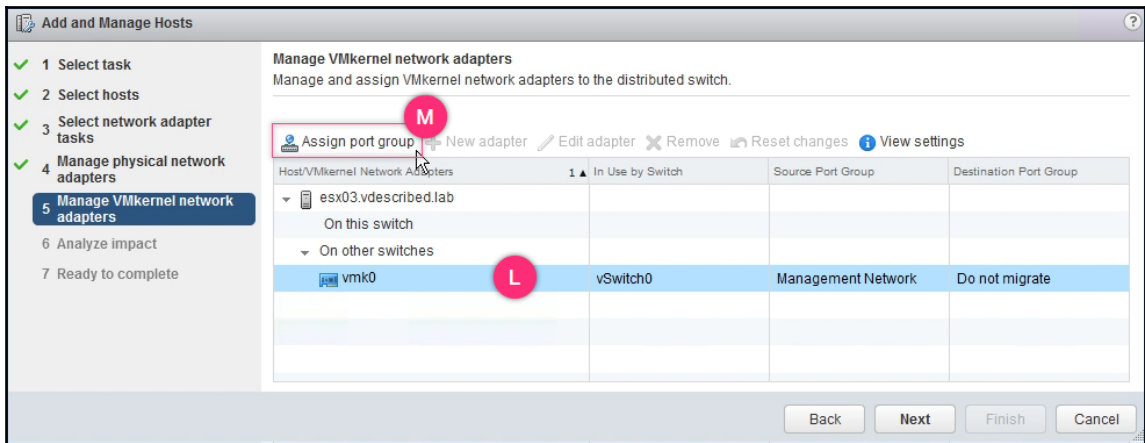 Add and Manage Hosts
?
1 Select task
2 Select hosts
3 Select network adapter
tasks
4 Manage physical network
adapters
5 Manage VMkernel network
adapters
6 Analyze impact
7 Ready to complete
Manage VMkernel network adapters
Manage and assign VMkernel network adapters to the distributed switch.
M
Assign port group New adapter Edit adapter Remove Reset changes View settings
Host/VMkernel Network Adapters 1 In Use by Switch Source Port Group Destination Port Group
esx03.vdescribed.lab
On this switch
On other switches
vmk0 L vSwitch0 Management Network Do not migrate
Back Next Finish Cancel